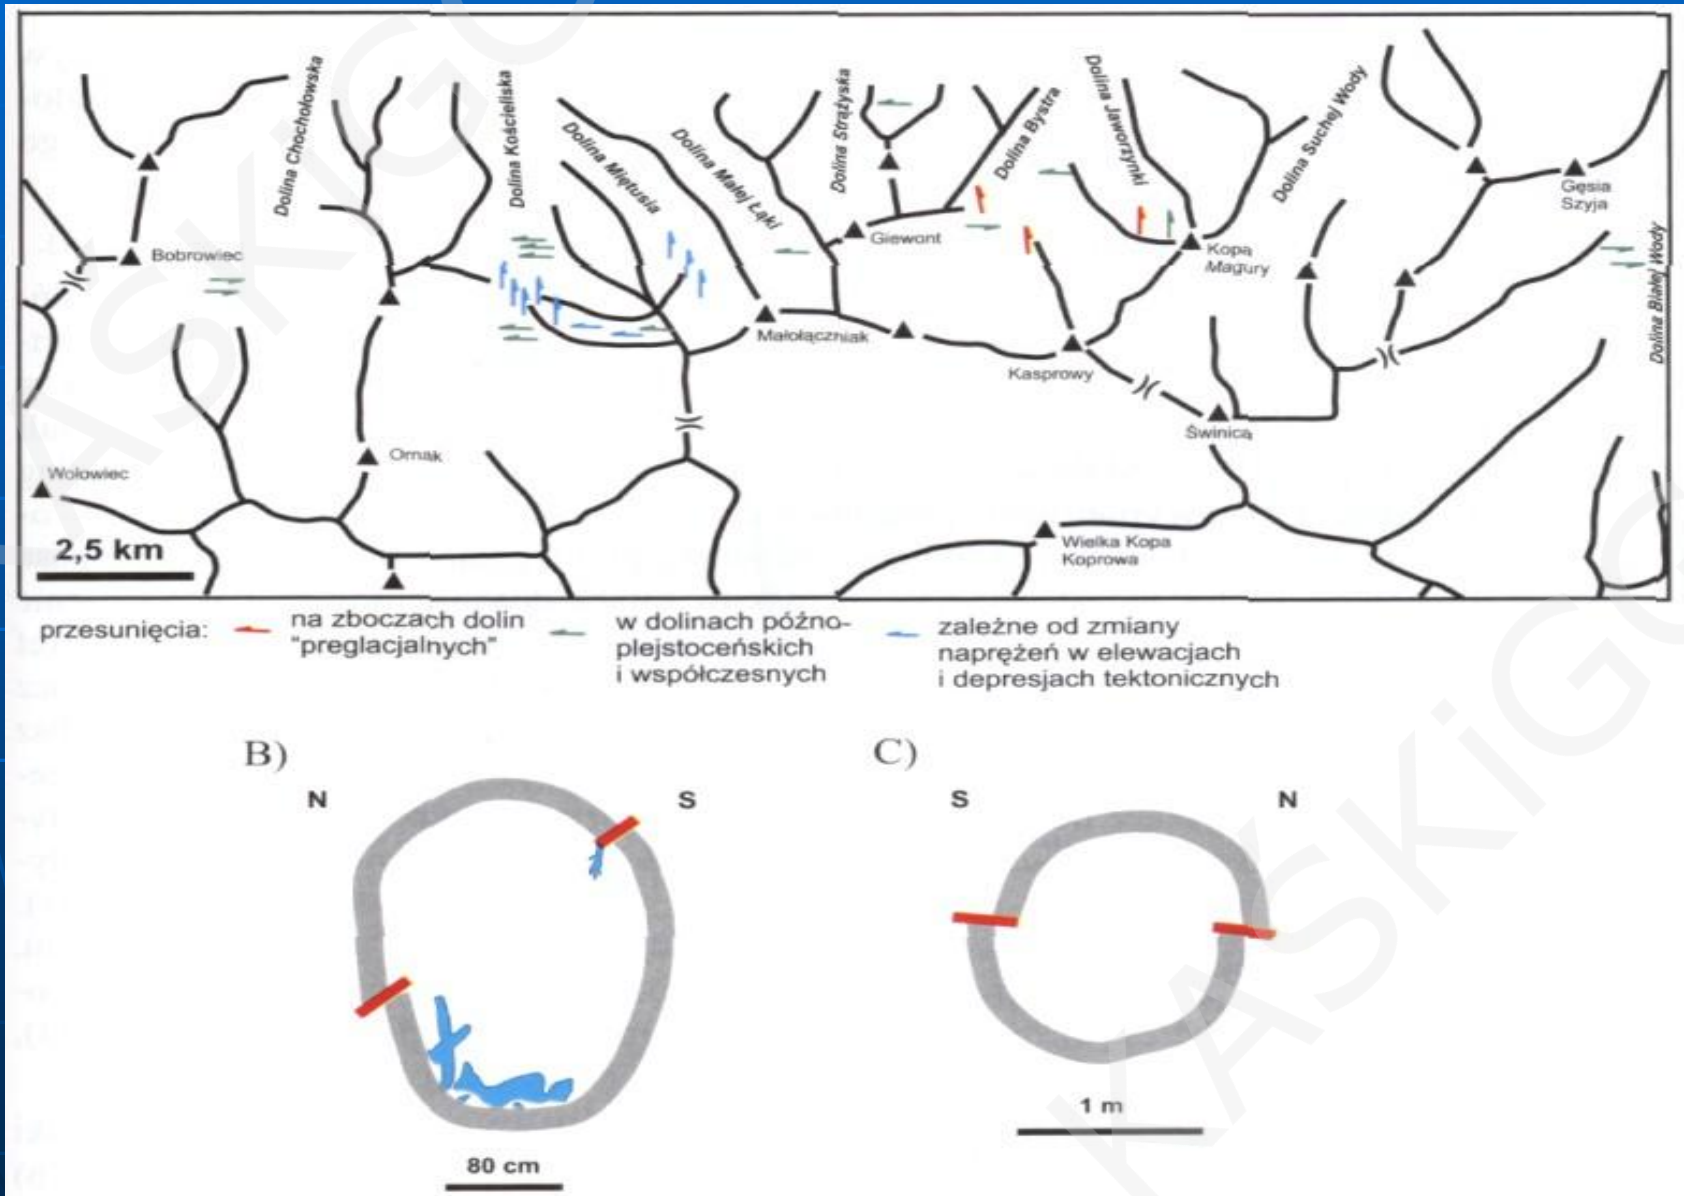 Dolina Chochołowska
Dolina Kościeliska
Dolina Miętusia
Dolina Małej Łąki
Dolina Strążyska
Dolina Bystra
Dolina Jaworzynki
Dolina Suchej Wody
Dolina Białej Wody
Gęsia
Szyja
Bobrowiec
Giewont
Kopa
Magury
Małołączniak
Kasprowy
Świnica
Ornak
Wołowiec
Wielka Kopa
Koprowa
2,5 km
przesunięcia:
na zboczach dolin
"preglacjalnych"
w dolinach późno-
plejstoceńskich
i współczesnych
zależne od zmiany
naprężeń w elewacjach
i depresjach tektonicznych
B)
N
S
80 cm
C)
S
N
1 m
KASKiGO
KASKiGO